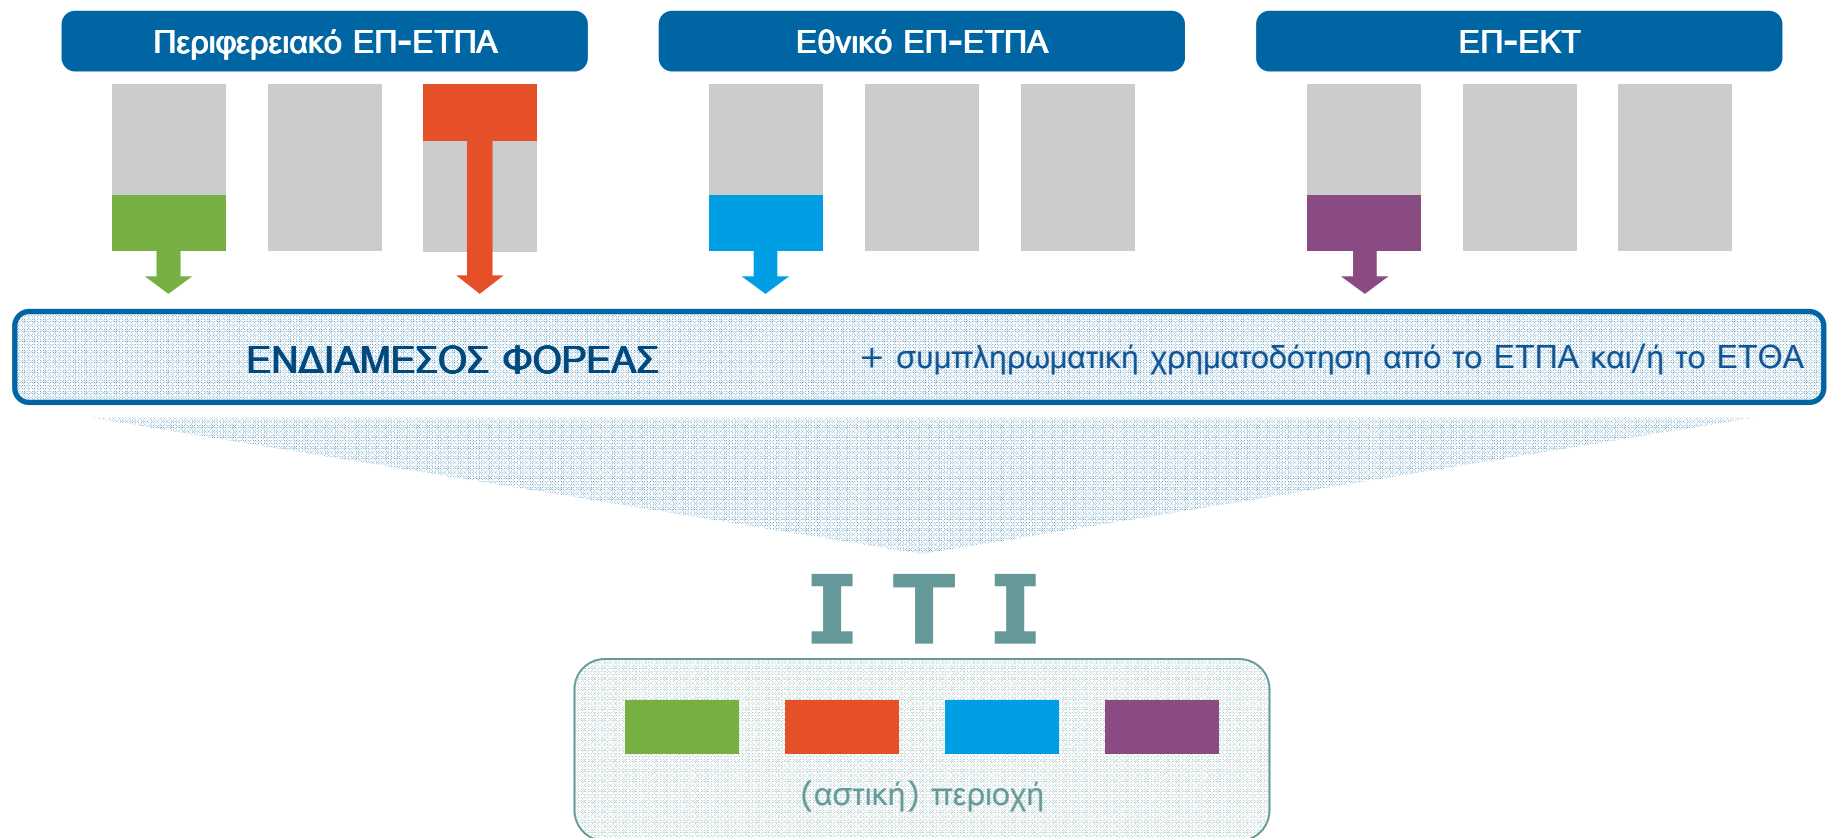 Περιφερειακό ΕΠ-ΕΤΠΑ
Εθνικό ΕΠ-ΕΤΠΑ
ΕΠ-ΕΚΤ
ΕΝΔΙΑΜΕΣΟΣ ΦΟΡΕΑΣ
+ συμπληρωματική χρηματοδότηση από το ΕΤΠΑ και/ή το ΕΤΘΑ
I T I
(αστική) περιοχή